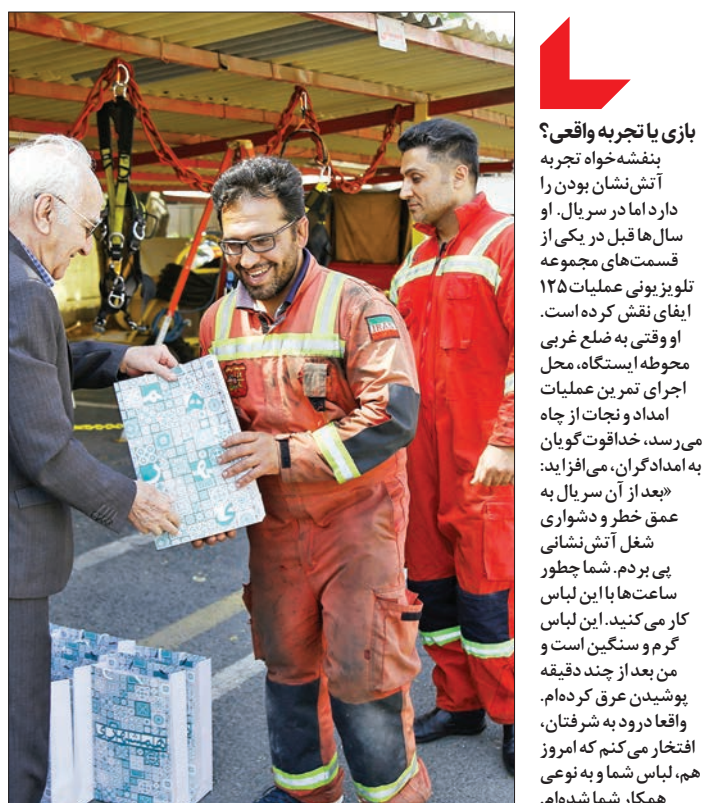 بازی یا تجربه واقعی؟
بنفشه‌خواه تجربه
آتش‌نشان بودن را
دارد اما در سریال. او
سال‌ها قبل در یکی از
قسمت‌های مجموعه
تلویزیونی عملیات ۱۲۵
ایفای نقش کرده است.
او وقتی به ضلع غربی
محوطه ایستگاه، محل
اجرای تمرین عملیات
امداد و نجات از چاه
می‌رسد، خداقوت‌گویان
به امدادگران، می‌افزاید:
«بعد از آن سریال به
عمق خطر و دشواری
شغل آتش‌نشانی
پی بردم. شما چطور
ساعت‌ها با این لباس
کار می‌کنید. این لباس
گرم و سنگین است و
من بعد از چند دقیقه
پوشیدن عرق کرده‌ام.
واقعا درود به شرفتان،
افتخار می‌کنم که امروز
هم، لباس شما و به نوعی
همکار شما شده‌ام.